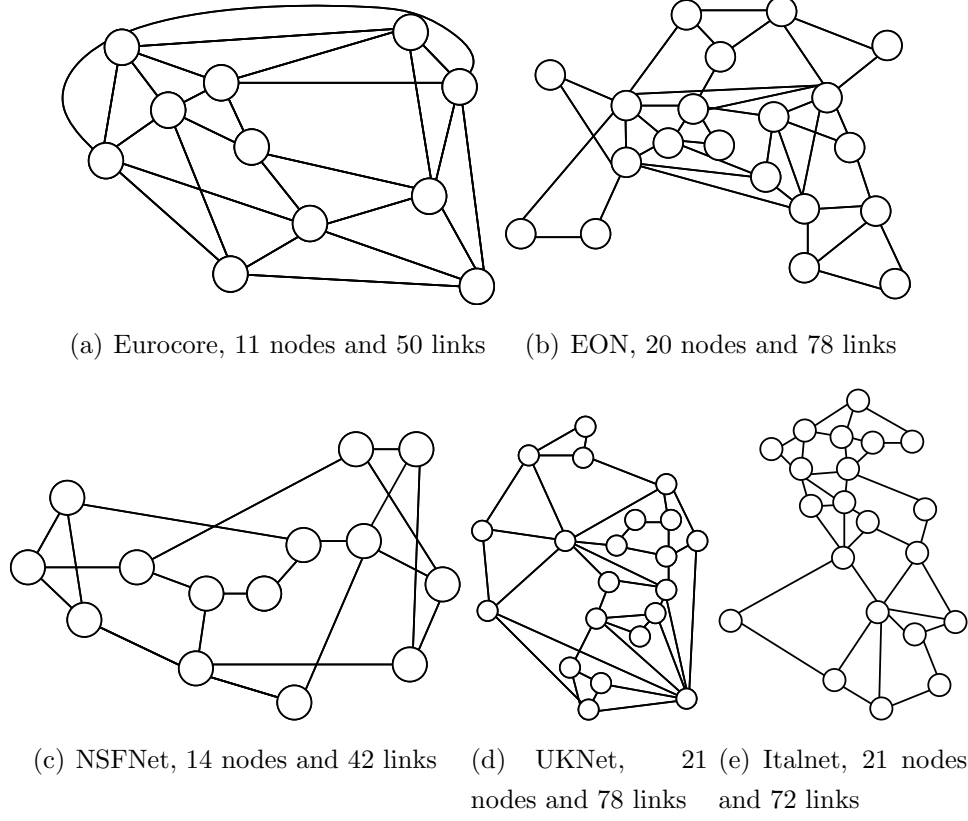 (a) Eurocore, 11 nodes and 50 links
(b) EON, 20 nodes and 78 links
(c) NSFNet, 14 nodes and 42 links
(d) UKNet, 21
nodes and 78 links
(e) Italnet, 21 nodes
and 72 links